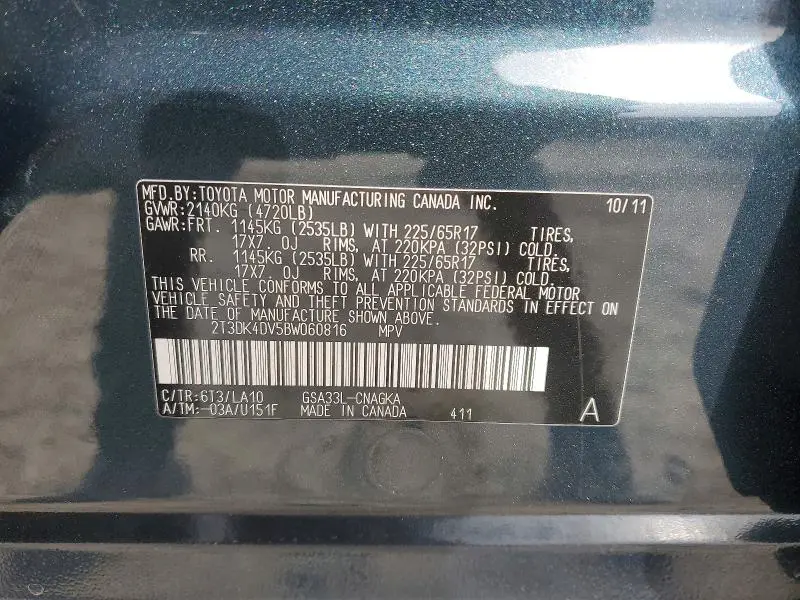 MFD.BY:TOYOTA MOTOR MANUFACTURING CANADA INC. 10/11
GVWR:2140KG (4720LB)
GAWR:FRT. 1145KG (2535LB) WITH 225/65R17 TIRES,
17X7.0J RIMS, AT 220KPA (32PSI) COLD
RR. 1145KG (2535LB) WITH 225/65R17 TIRES,
17X7.0J RIMS, AT 220KPA (32PSI) COLD.
THIS VEHICLE CONFORMS TO ALL APPLICABLE FEDERAL MOTOR
VEHICLE SAFETY AND THEFT PREVENTION STANDARDS IN EFFECT ON
THE DATE OF MANUFACTURE SHOWN ABOVE.
2T3DK4DV5BW060816 MPV
C/TR:6T3/LA10 GSA33L-CNAGKA
A/TM:-03A/U151F MADE IN CANADA 411 A